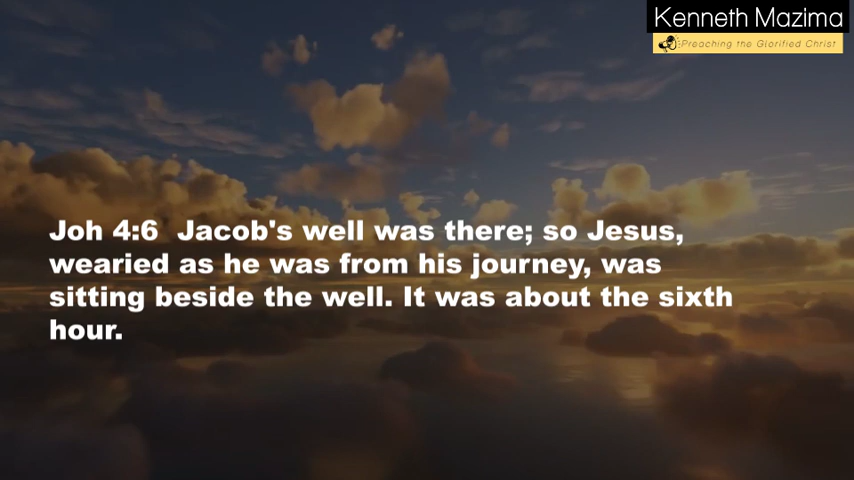 Kenneth Mazima
Preaching the Glorified Christ
Joh 4:6  Jacob's well was there; so Jesus,
wearied as he was from his journey, was
sitting beside the well. It was about the sixth
hour.